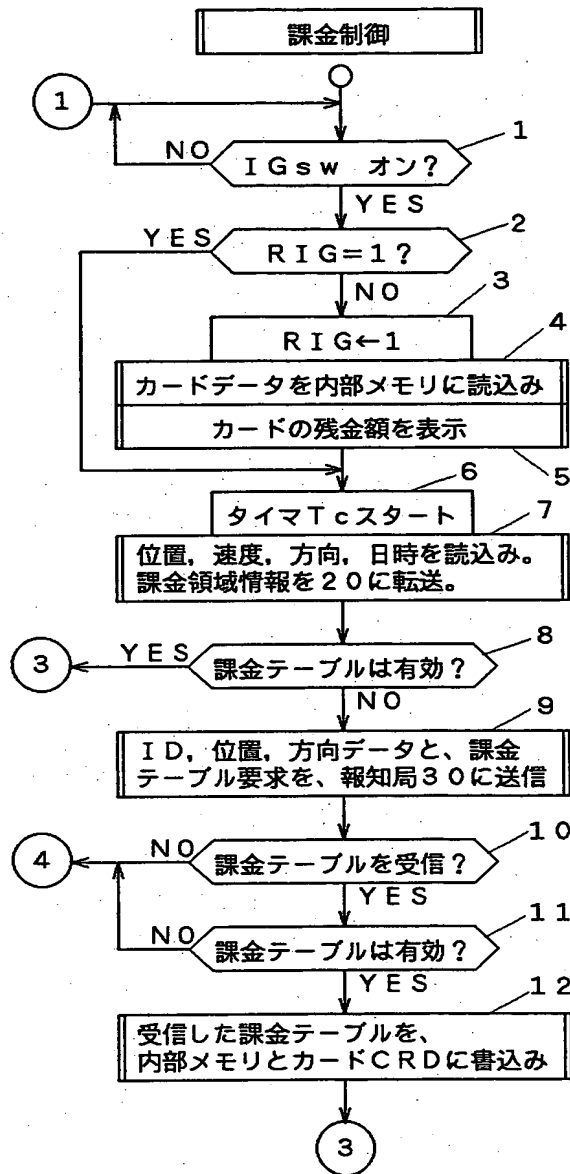 課金制御
1
1
NO
IGsw オン?
YES
2
YES
RIG=1?
NO
3
RIG←1
4
カードデータを内部メモリに読込み
カードの残金額を表示
5
6
タイマTcスタート
7
位置,速度,方向,日時を読込み。
課金領域情報を20に転送。
8
3
YES
課金テーブルは有効?
NO
9
ID,位置,方向データと、課金
テーブル要求を、報知局30に送信
10
4
NO
課金テーブルを受信?
YES
11
NO
課金テーブルは有効?
YES
12
受信した課金テーブルを、
内部メモリとカードCRDに書込み
3